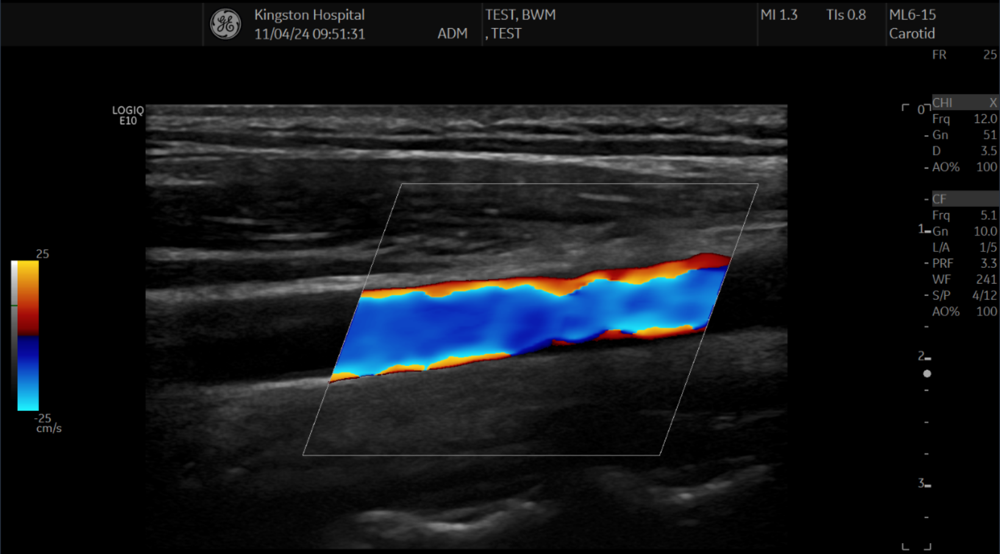 Kingston Hospital
11/04/24 09:51:31 ADM
TEST, BWM
, TEST
MI 1.3 TIs 0.8
ML6-15
Carotid
FR 25
LOGIQ
E10
CHI X
Frq 12.0
Gn 51
D 3.5
AO% 100
CF
Frq 5.1
Gn 10.0
L/A 1/5
PRF 3.3
WF 241
S/P 4/12
AO% 100
0
1
2
3
25
-25
cm/s
GE